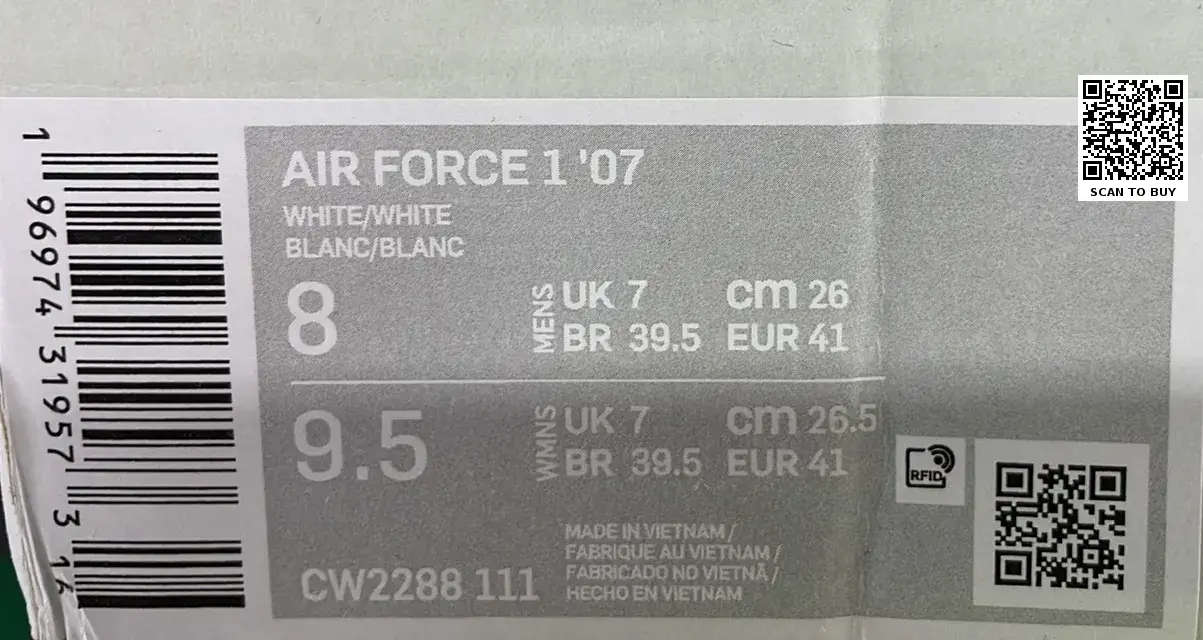 SCAN TO BUY
AIR FORCE 1 '07
WHITE/WHITE
BLANC/BLANC
8 MENS UK 7 cm 26
BR 39.5 EUR 41
9.5 WMNS UK 7 cm 26.5
BR 39.5 EUR 41
RFID
MADE IN VIETNAM /
FABRIQUE AU VIETNAM /
FABRICADO NO VIETNÃ /
HECHO EN VIETNAM
CW2288 111
1 96974 31957 3